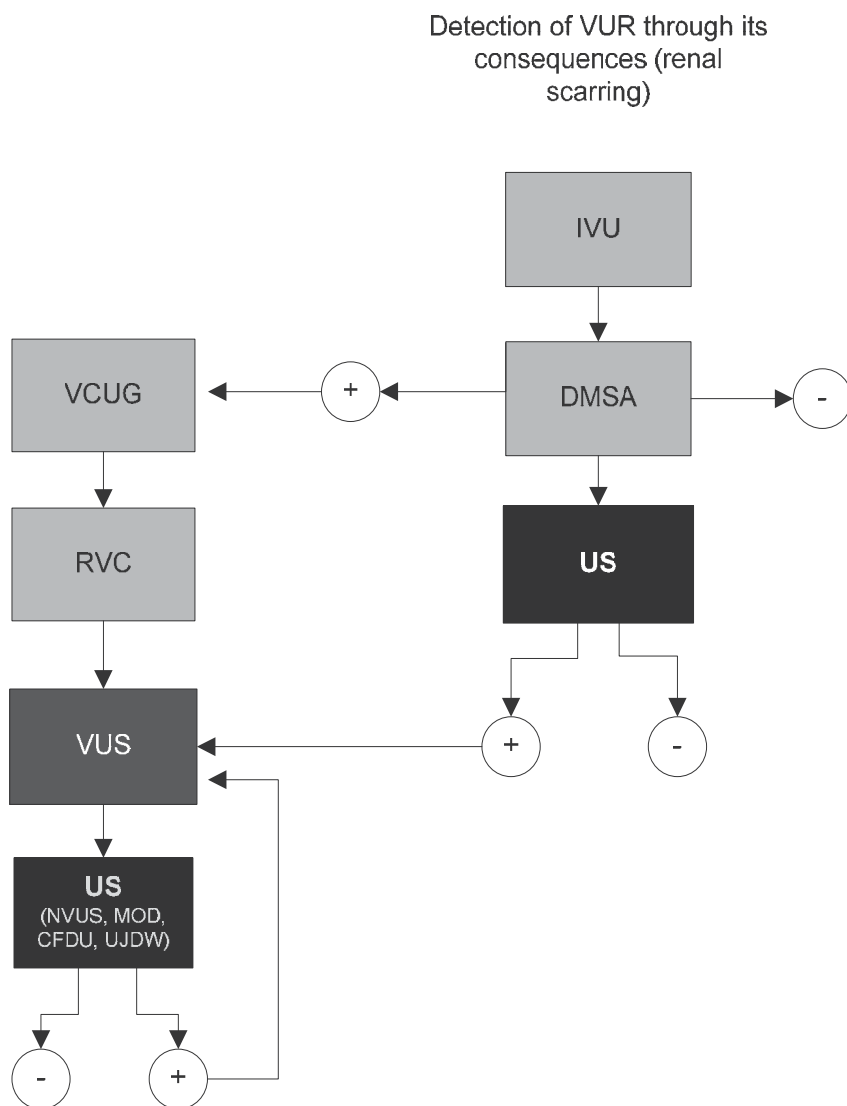 Detection of VUR through its
consequences (renal
scarring)
IVU
VCUG
+
DMSA
-
RVC
US
VUS
+
-
US
(NVUS, MOD,
CFDU, UJDW)
-
+